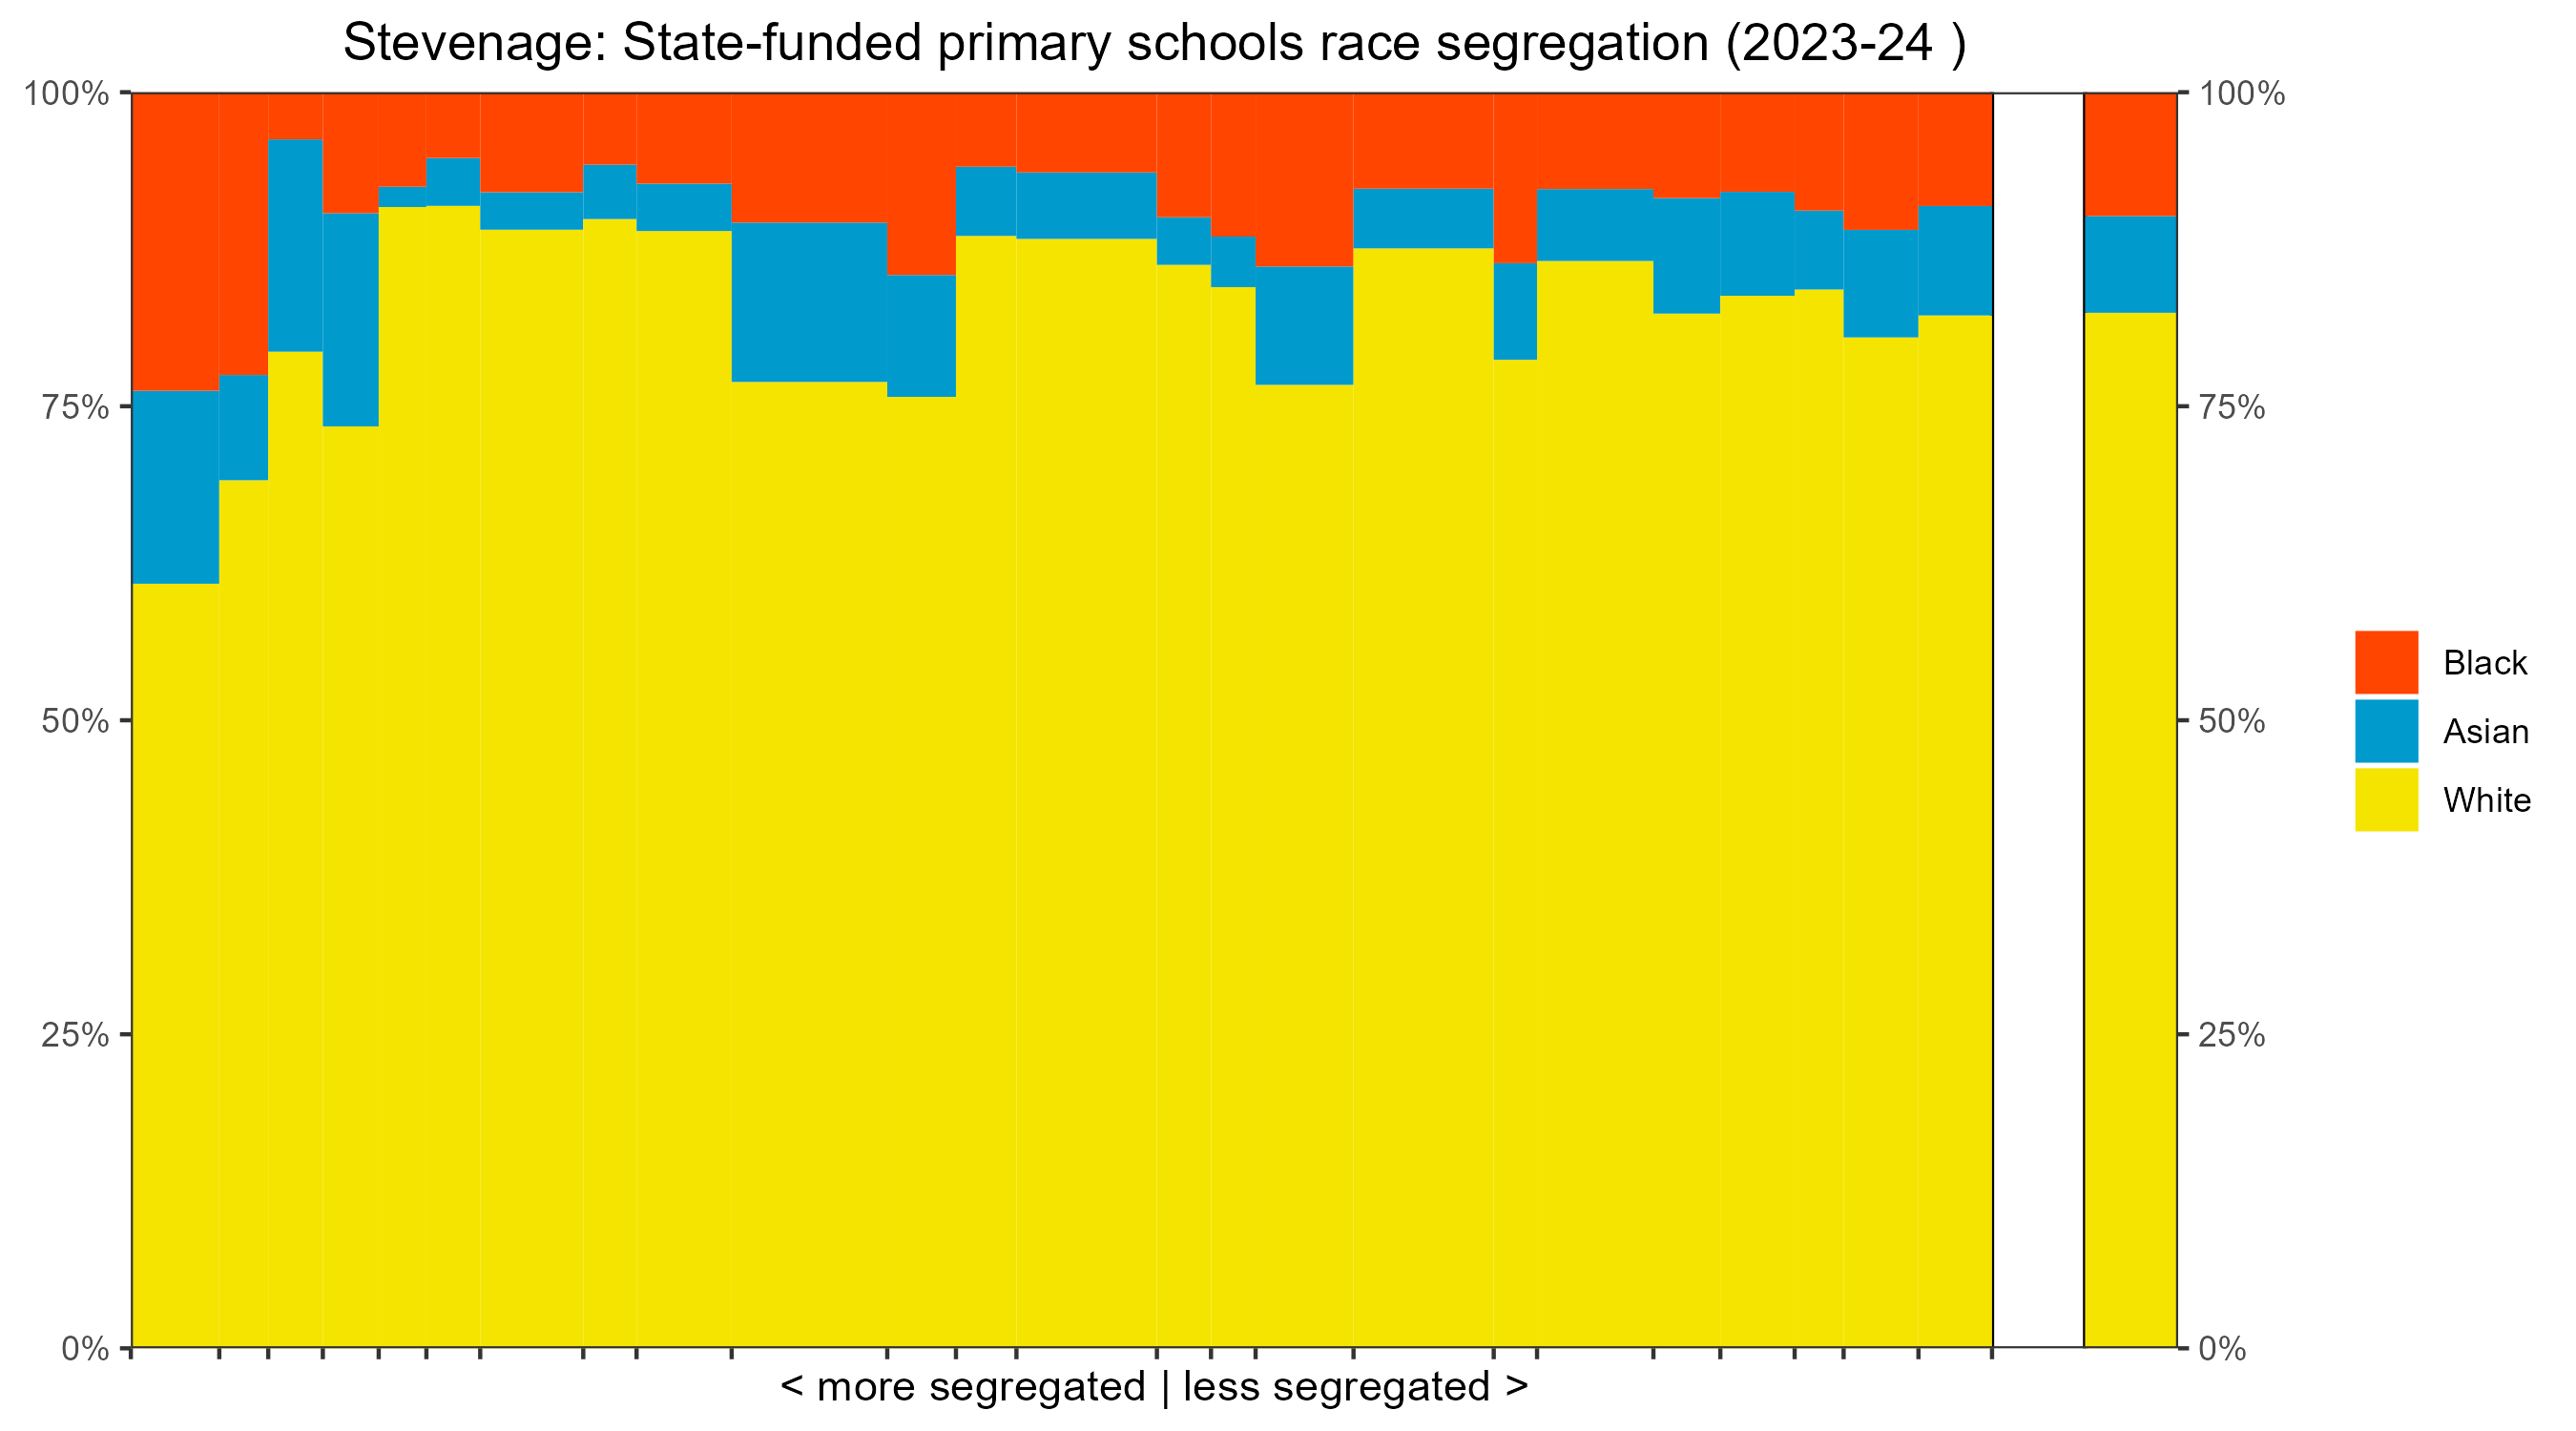 Stevenage: State-funded primary schools race segregation (2023-24 )
100%
75%
50%
25%
0%
100%
75%
50%
25%
0%
Black
Asian
White
< more segregated | less segregated >